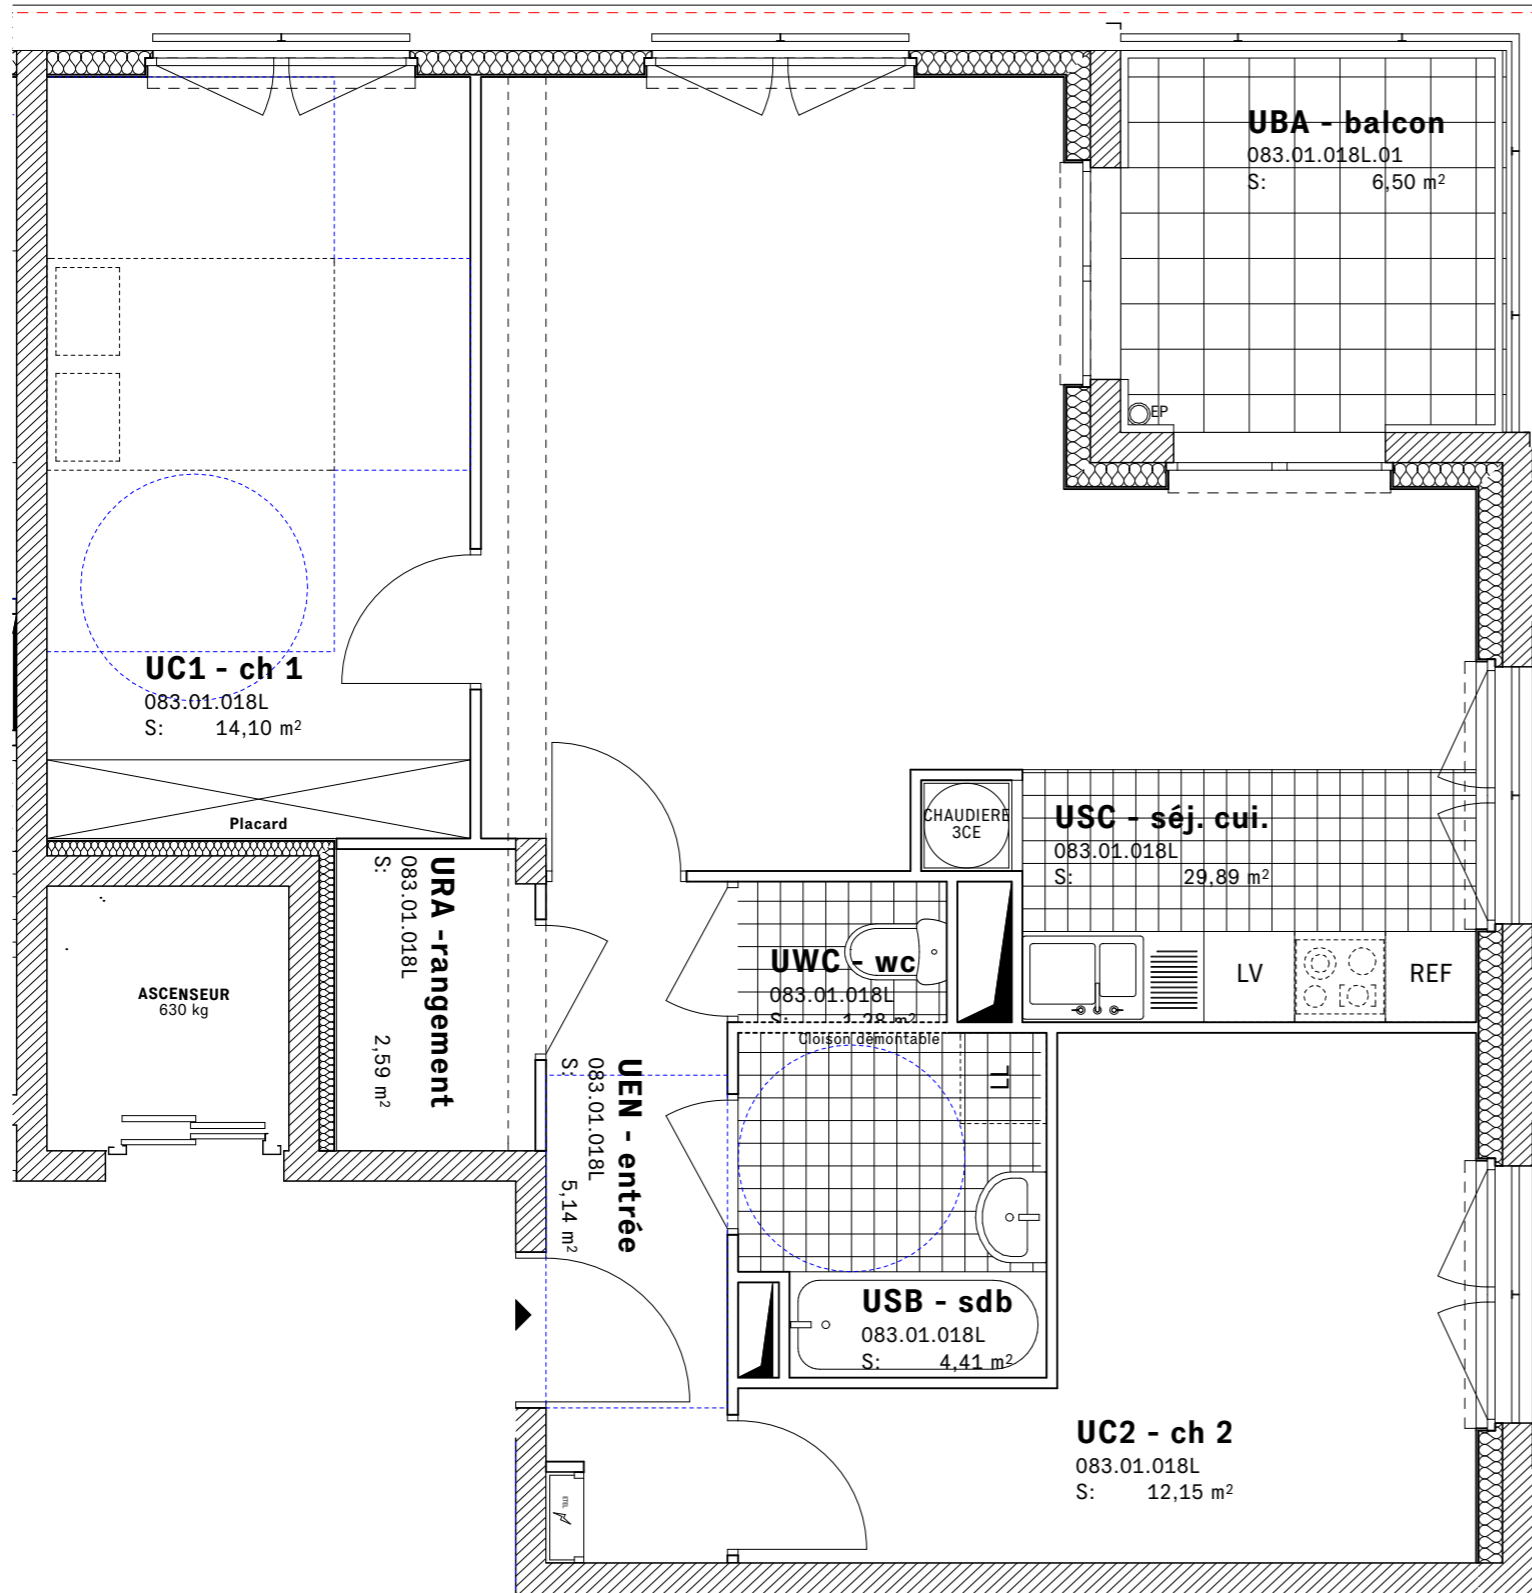 UBA - balcon
083.01.018L.01
S: 6,50 m²
EP
UC1 - ch 1
083.01.018L
S: 14,10 m²
Placard
CHAUDIERE
3CE
USC - séj. cui.
083.01.018L
S: 29,89 m²
URA -rangement
083.01.018L
S: 2,59 m²
ASCENSEUR
630 kg
UWC - wc
083.01.018L
S: 1,28 m²
Cloison démontable
LV
REF
LL
UEN - entrée
083.01.018L
S: 5,14 m²
USB - sdb
083.01.018L
S: 4,41 m²
UC2 - ch 2
083.01.018L
S: 12,15 m²